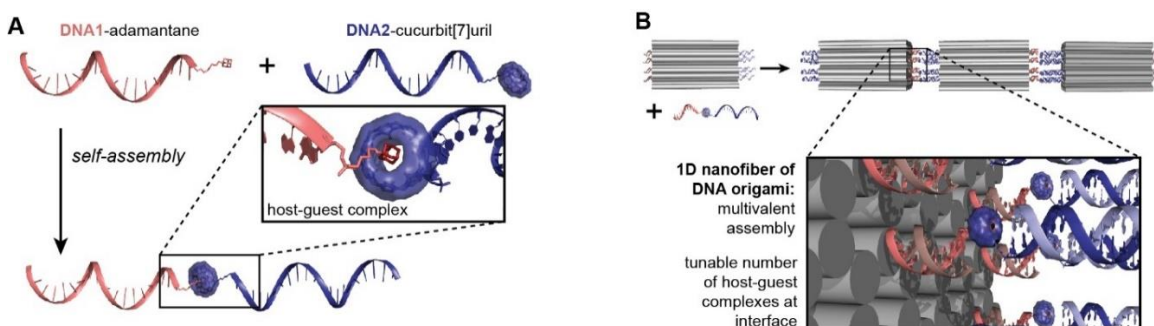 A
DNA1-adamantane
DNA2-cucurbit[7]uril
+
self-assembly
host-guest complex
B
+
1D nanofiber of
DNA origami:
multivalent
assembly
tunable number
of host-guest
complexes at
interface